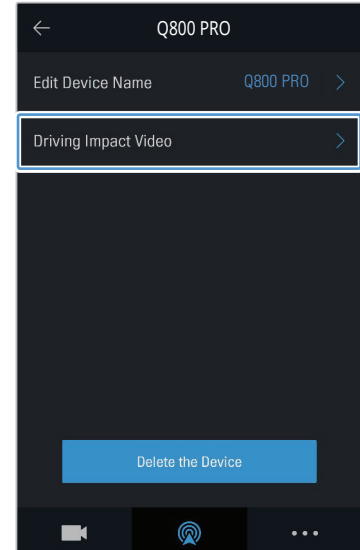 Q800 PRO
Edit Device Name Q800 PRO
Driving Impact Video
Delete the Device